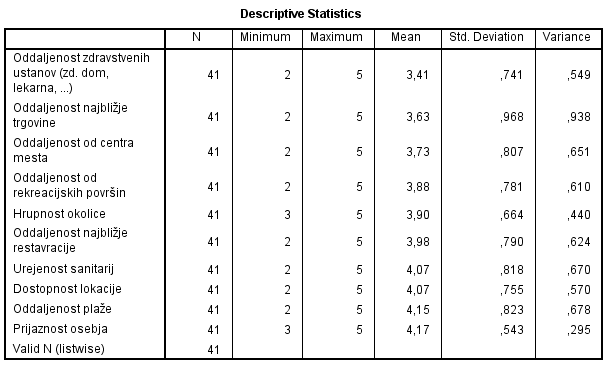 Descriptive Statistics
N Minimum Maximum Mean Std. Deviation Variance
Oddaljenost zdravstvenih
ustanov (zd. dom,
lekarna, ...) 41 2 5 3,41 ,741 ,549
Oddaljenost najbližje
trgovine 41 2 5 3,63 ,968 ,938
Oddaljenost od centra
mesta 41 2 5 3,73 ,807 ,651
Oddaljenost od
rekreacijskih površin 41 2 5 3,88 ,781 ,610
Hrupnost okolice 41 3 5 3,90 ,664 ,440
Oddaljenost najbližje
restavracije 41 2 5 3,98 ,790 ,624
Urejenost sanitarij 41 2 5 4,07 ,818 ,670
Dostopnost lokacije 41 2 5 4,07 ,755 ,570
Oddaljenost plaže 41 2 5 4,15 ,823 ,678
Prijaznost osebja 41 3 5 4,17 ,543 ,295
Valid N (listwise) 41